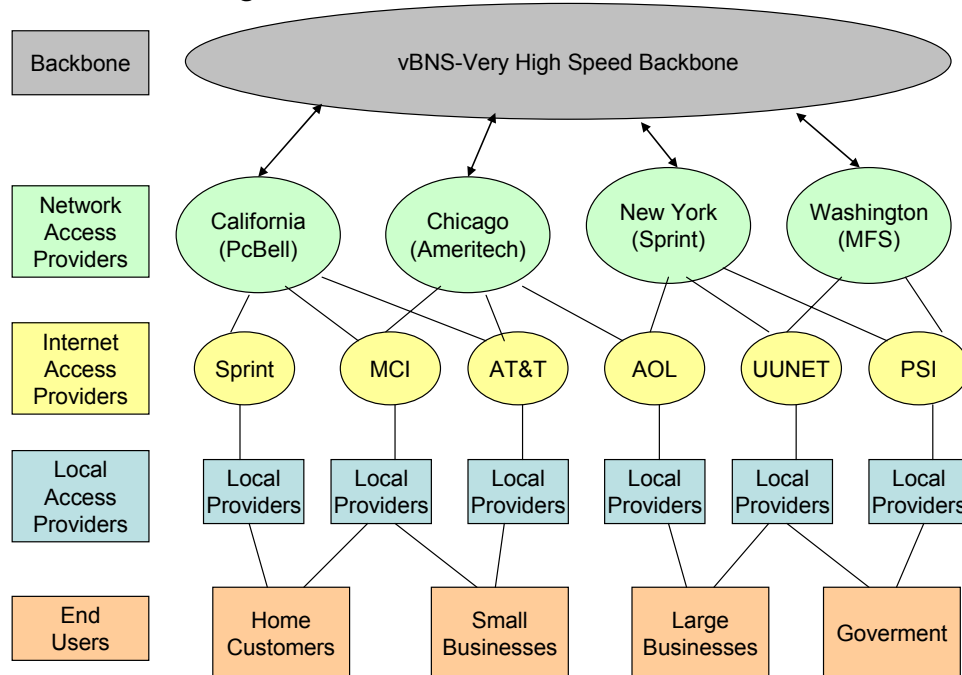 Backbone
vBNS-Very High Speed Backbone
Network
Access
Providers
California
(PcBell)
Chicago
(Ameritech)
New York
(Sprint)
Washington
(MFS)
Internet
Access
Providers
Sprint
MCI
AT&T
AOL
UUNET
PSI
Local
Access
Providers
Local
Providers
Local
Providers
Local
Providers
Local
Providers
Local
Providers
Local
Providers
End
Users
Home
Customers
Small
Businesses
Large
Businesses
Goverment